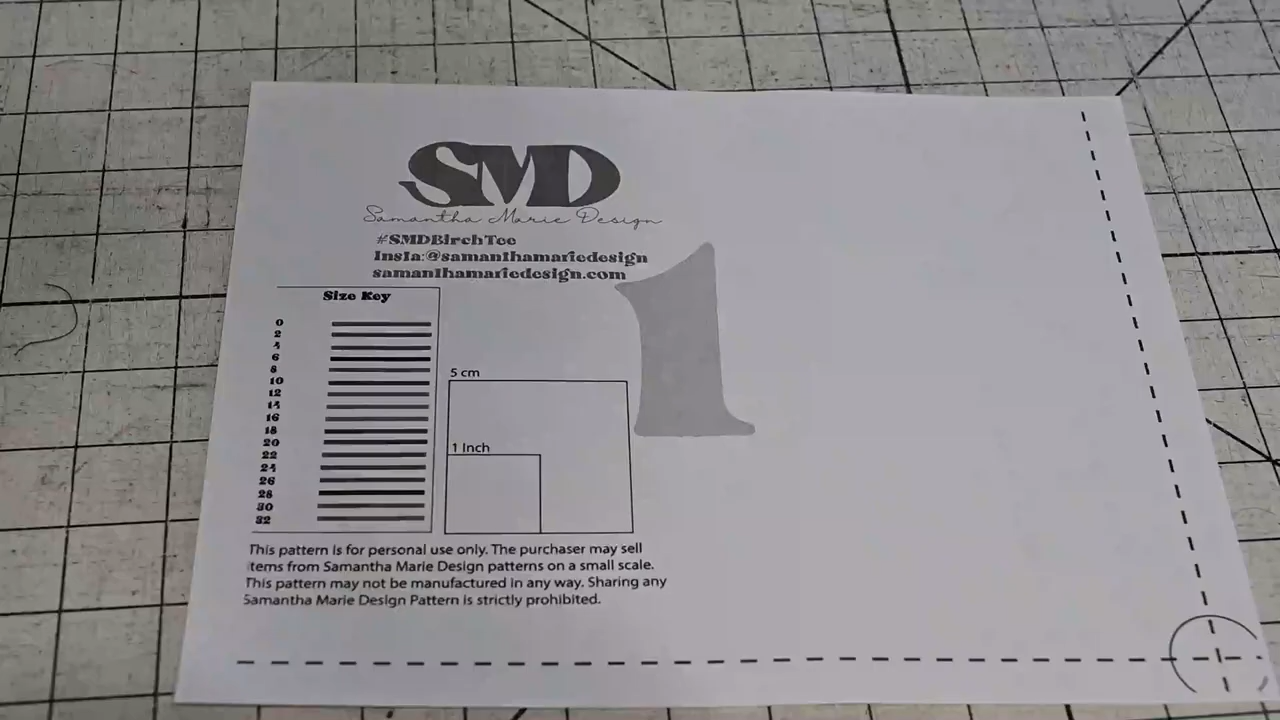 SMD
Samantha Marie Design
#SMDBirchTee
Insta:@samanthamariedesign
samanthamariedesign.com
Size Key
0
2
4
6
8
10
12
14
16
18
20
22
24
26
28
30
32
5 cm
1 Inch
1
This pattern is for personal use only. The purchaser may sell
items from Samantha Marie Design patterns on a small scale.
This pattern may not be manufactured in any way. Sharing any
Samantha Marie Design Pattern is strictly prohibited.